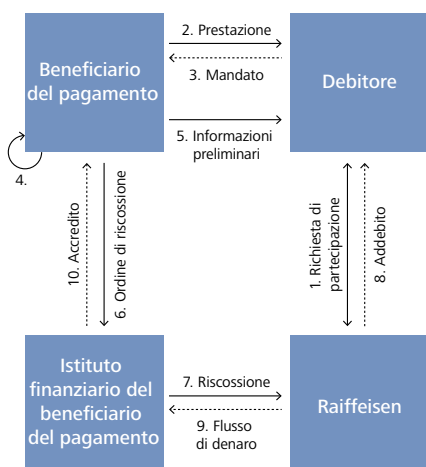 2. Prestazione
Beneficiario
del pagamento
3. Mandato
Debitore
5. Informazioni
preliminari
4.
10. Accredito
6. Ordine di riscossione
1. Richiesta di
partecipazione
8. Addebito
Istituto
finanziario del
beneficiario
del pagamento
7. Riscossione
Raiffeisen
9. Flusso
di denaro